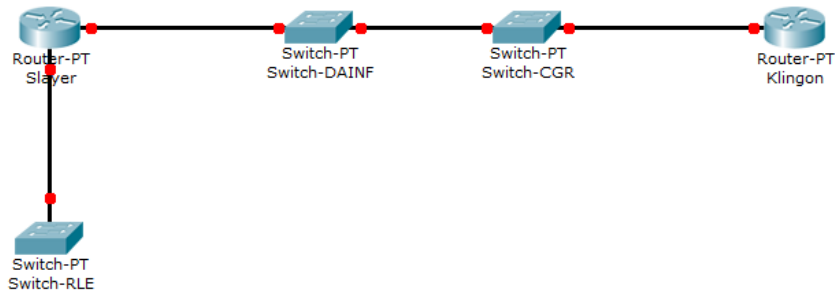 Router-PT
Slayer
Switch-PT
Switch-DAINF
Switch-PT
Switch-CGR
Router-PT
Klingon
Switch-PT
Switch-RLE